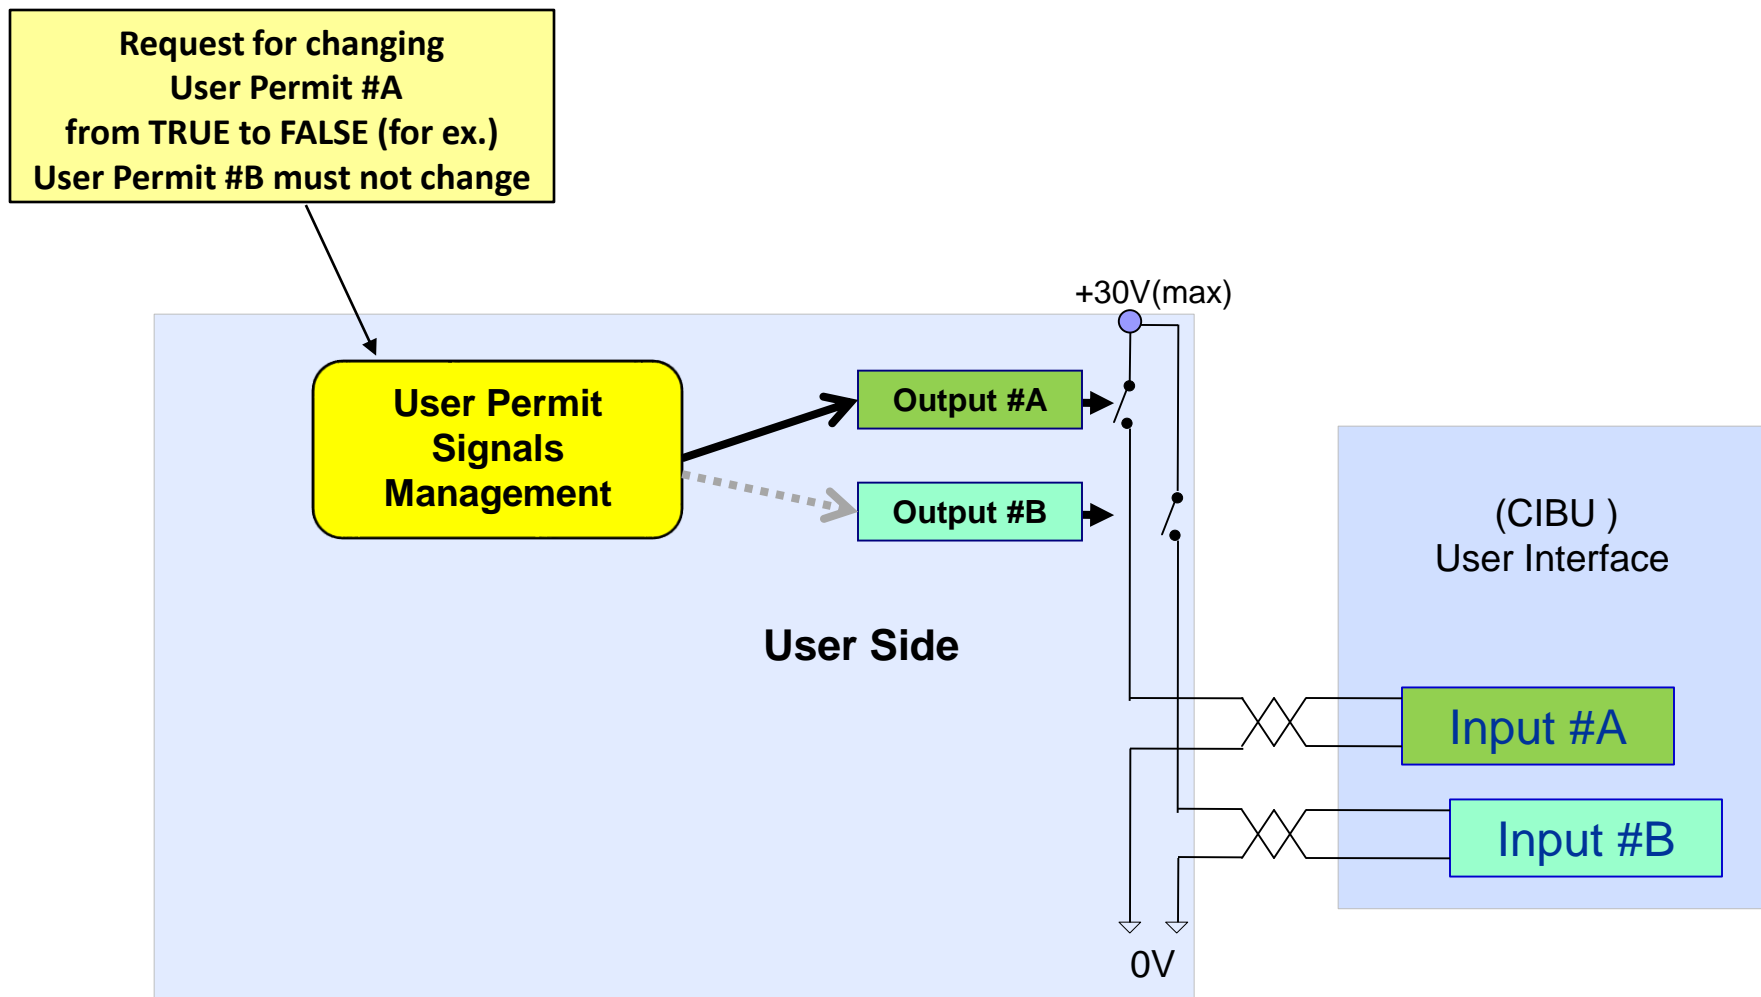 Request for changing
User Permit #A
from TRUE to FALSE (for ex.)
User Permit #B must not change
+30V(max)
User Permit
Signals
Management
Output #A
Output #B
(CIBU )
User Interface
User Side
Input #A
Input #B
0V